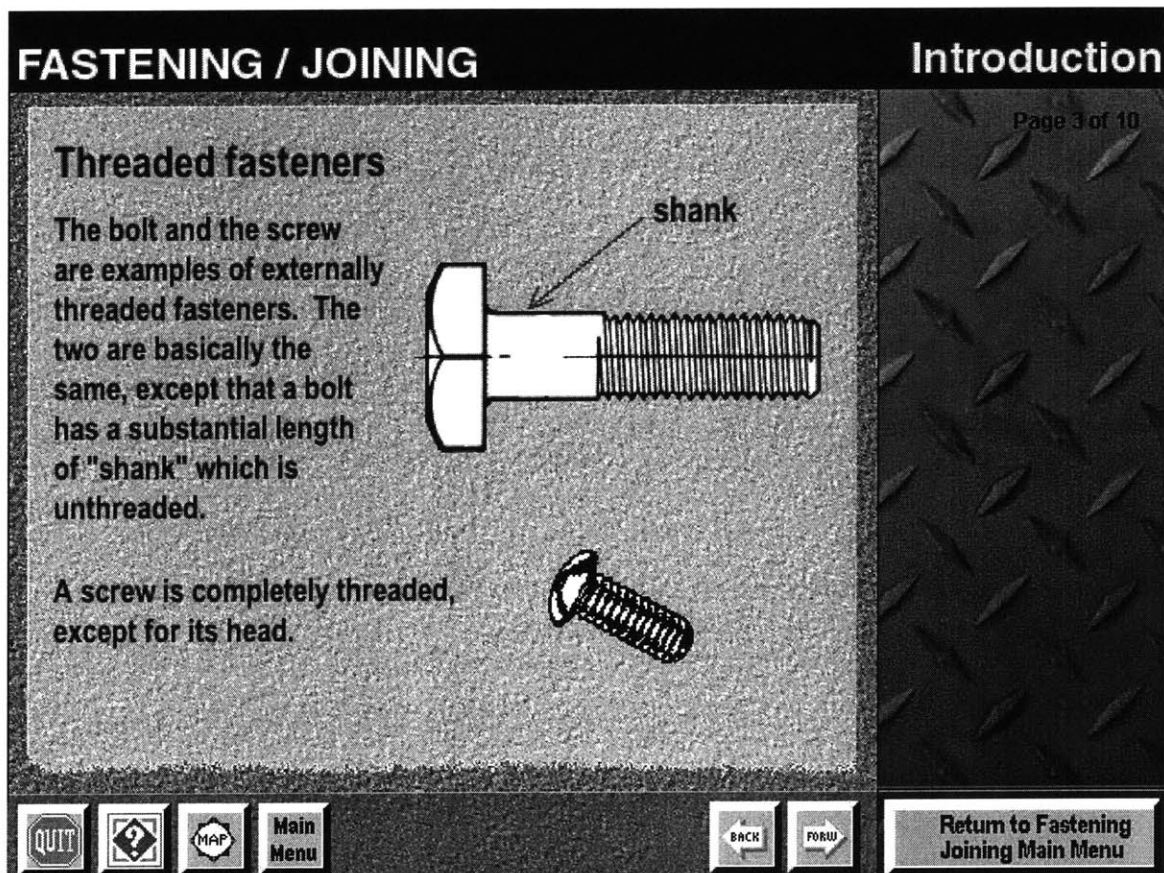 FASTENING / JOINING
Introduction
Page 3 of 10
Threaded fasteners
The bolt and the screw
are examples of externally
threaded fasteners. The
two are basically the
same, except that a bolt
has a substantial length
of "shank" which is
unthreaded.
shank
A screw is completely threaded,
except for its head.
QUIT
?
MAP
Main
Menu
BACK
FORW
Return to Fastening
Joining Main Menu